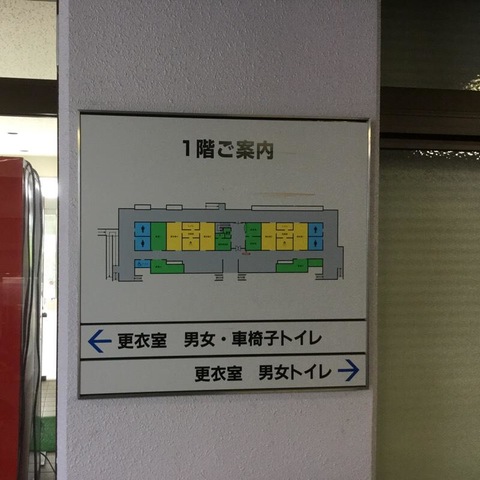 1階ご案内
← 更衣室 男女・車椅子トイレ
更衣室 男女トイレ →